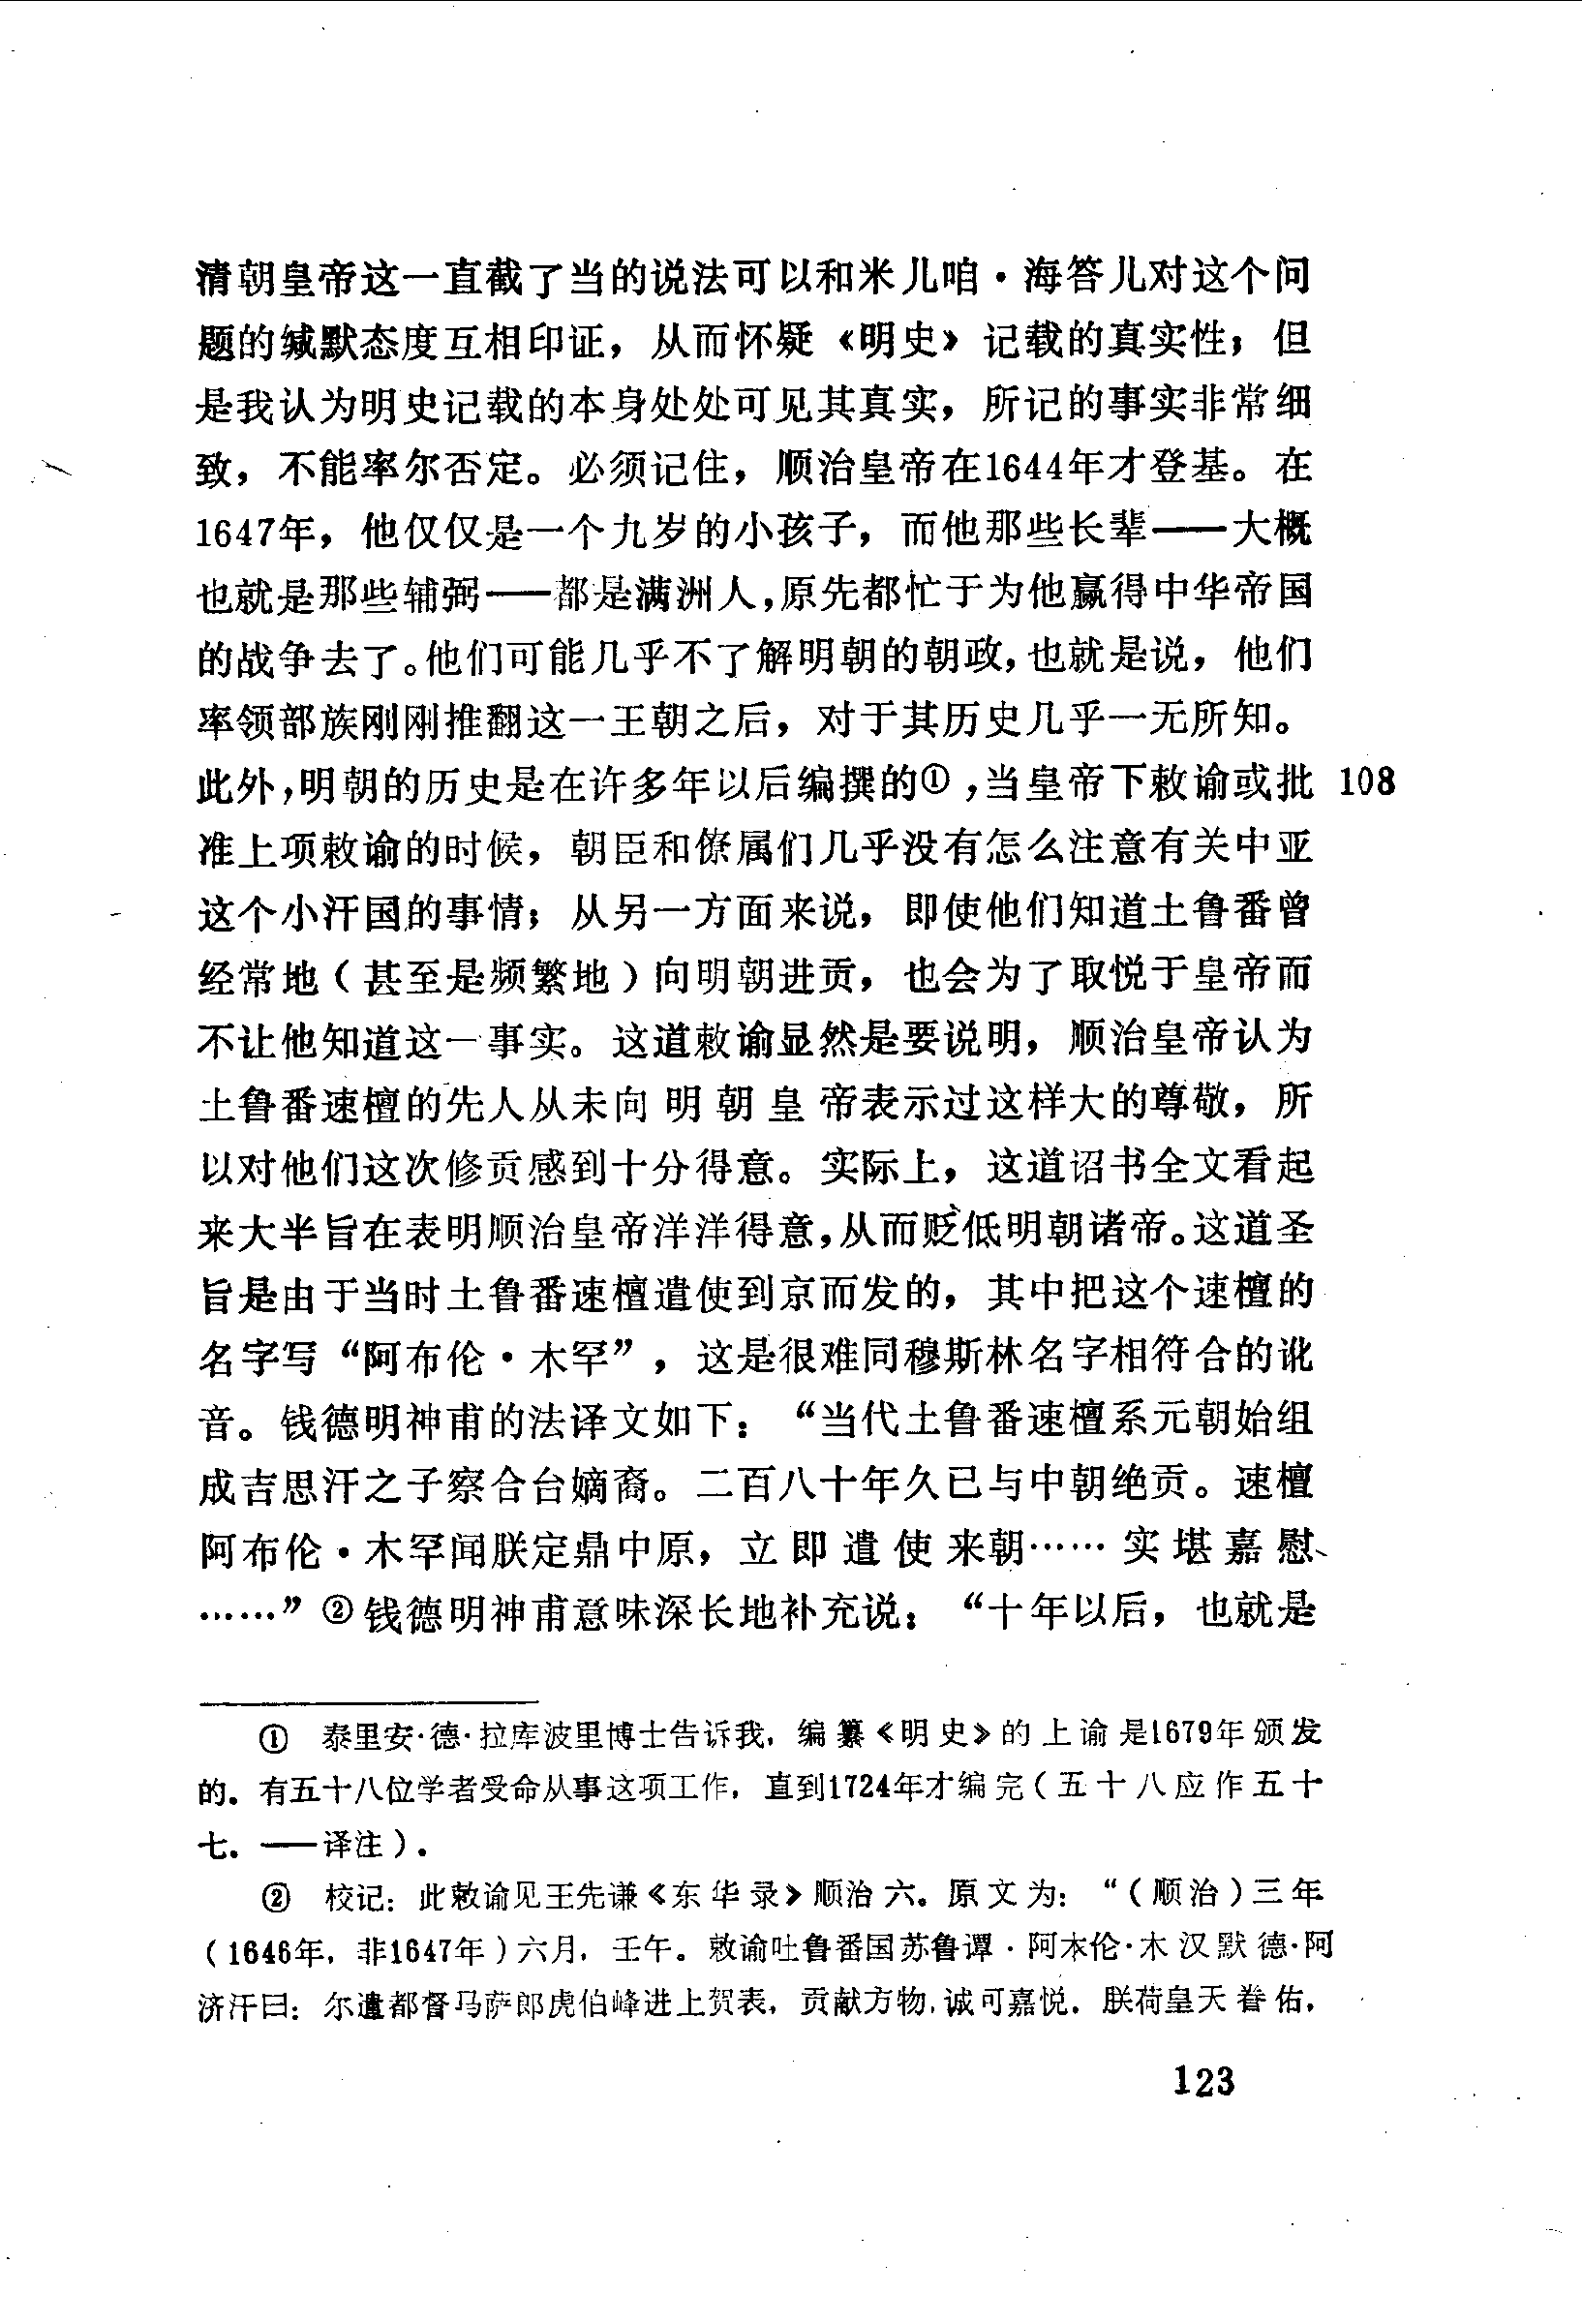 清朝皇帝这一直截了当的说法可以和米儿咱·海答儿对这个问
题的缄默态度互相印证，从而怀疑《明史》记载的真实性；但
是我认为明史记载的本身处处可见其真实，所记的事实非常细
致，不能率尔否定。必须记住，顺治皇帝在1644年才登基。在
1647年，他仅仅是一个九岁的小孩子，而他那些长辈——大概
也就是那些辅弼——都是满洲人，原先都忙于为他赢得中华帝国
的战争去了。他们可能几乎不了解明朝的朝政，也就是说，他们
率领部族刚刚推翻这一王朝之后，对于其历史几乎一无所知。
此外，明朝的历史是在许多年以后编撰的①，当皇帝下敕谕或批 108
准上项敕谕的时候，朝臣和僚属们几乎没有怎么注意有关中亚
这个小汗国的事情；从另一方面来说，即使他们知道土鲁番曾
经常地（甚至是频繁地）向明朝进贡，也会为了取悦于皇帝而
不让他知道这一事实。这道敕谕显然是要说明，顺治皇帝认为
土鲁番速檀的先人从未向明朝皇帝表示过这样大的尊敬，所
以对他们这次修贡感到十分得意。实际上，这道诏书全文看起
来大半旨在表明顺治皇帝洋洋得意，从而贬低明朝诸帝。这道圣
旨是由于当时土鲁番速檀遣使到京而发的，其中把这个速檀的
名字写“阿布伦·木罕”，这是很难同穆斯林名字相符合的讹
音。钱德明神甫的法译文如下：“当代土鲁番速檀系元朝始组
成吉思汗之子察合台嫡裔。二百八十年久已与中朝绝贡。速檀
阿布伦·木罕闻朕定鼎中原，立即遣使来朝……实堪嘉慰
……”②钱德明神甫意味深长地补充说：“十年以后，也就是
① 泰里安·德·拉库波里博士告诉我，编纂《明史》的上谕是1679年颁发
的。有五十八位学者受命从事这项工作，直到1724年才编完（五十八应作五十
七。——译注）。
② 校记：此敕谕见王先谦《东华录》顺治六。原文为：“（顺治）三年
（1646年，非1647年）六月，壬午。敕谕吐鲁番国苏鲁谭·阿本伦·木汉默德·阿
济汗曰：尔遣都督马萨郎虎伯峰进上贺表，贡献方物，诚可嘉悦。朕荷皇天眷佑，
123